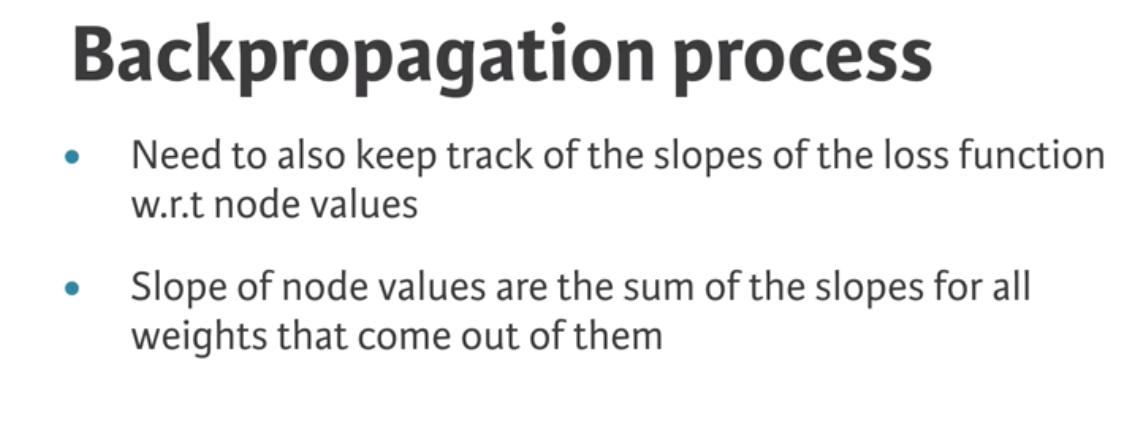 Backpropagation process
• Need to also keep track of the slopes of the loss function
w.r.t node values
• Slope of node values are the sum of the slopes for all
weights that come out of them